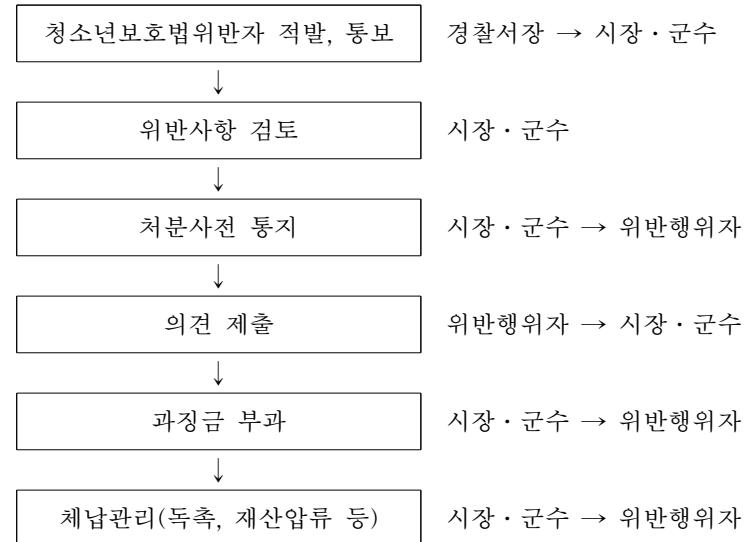 청소년보호법위반자 적발, 통보 경찰서장 → 시장・군수
↓
위반사항 검토 시장・군수
↓
처분사전 통지 시장・군수 → 위반행위자
↓
의견 제출 위반행위자 → 시장・군수
↓
과징금 부과 시장・군수 → 위반행위자
↓
체납관리(독촉, 재산압류 등) 시장・군수 → 위반행위자